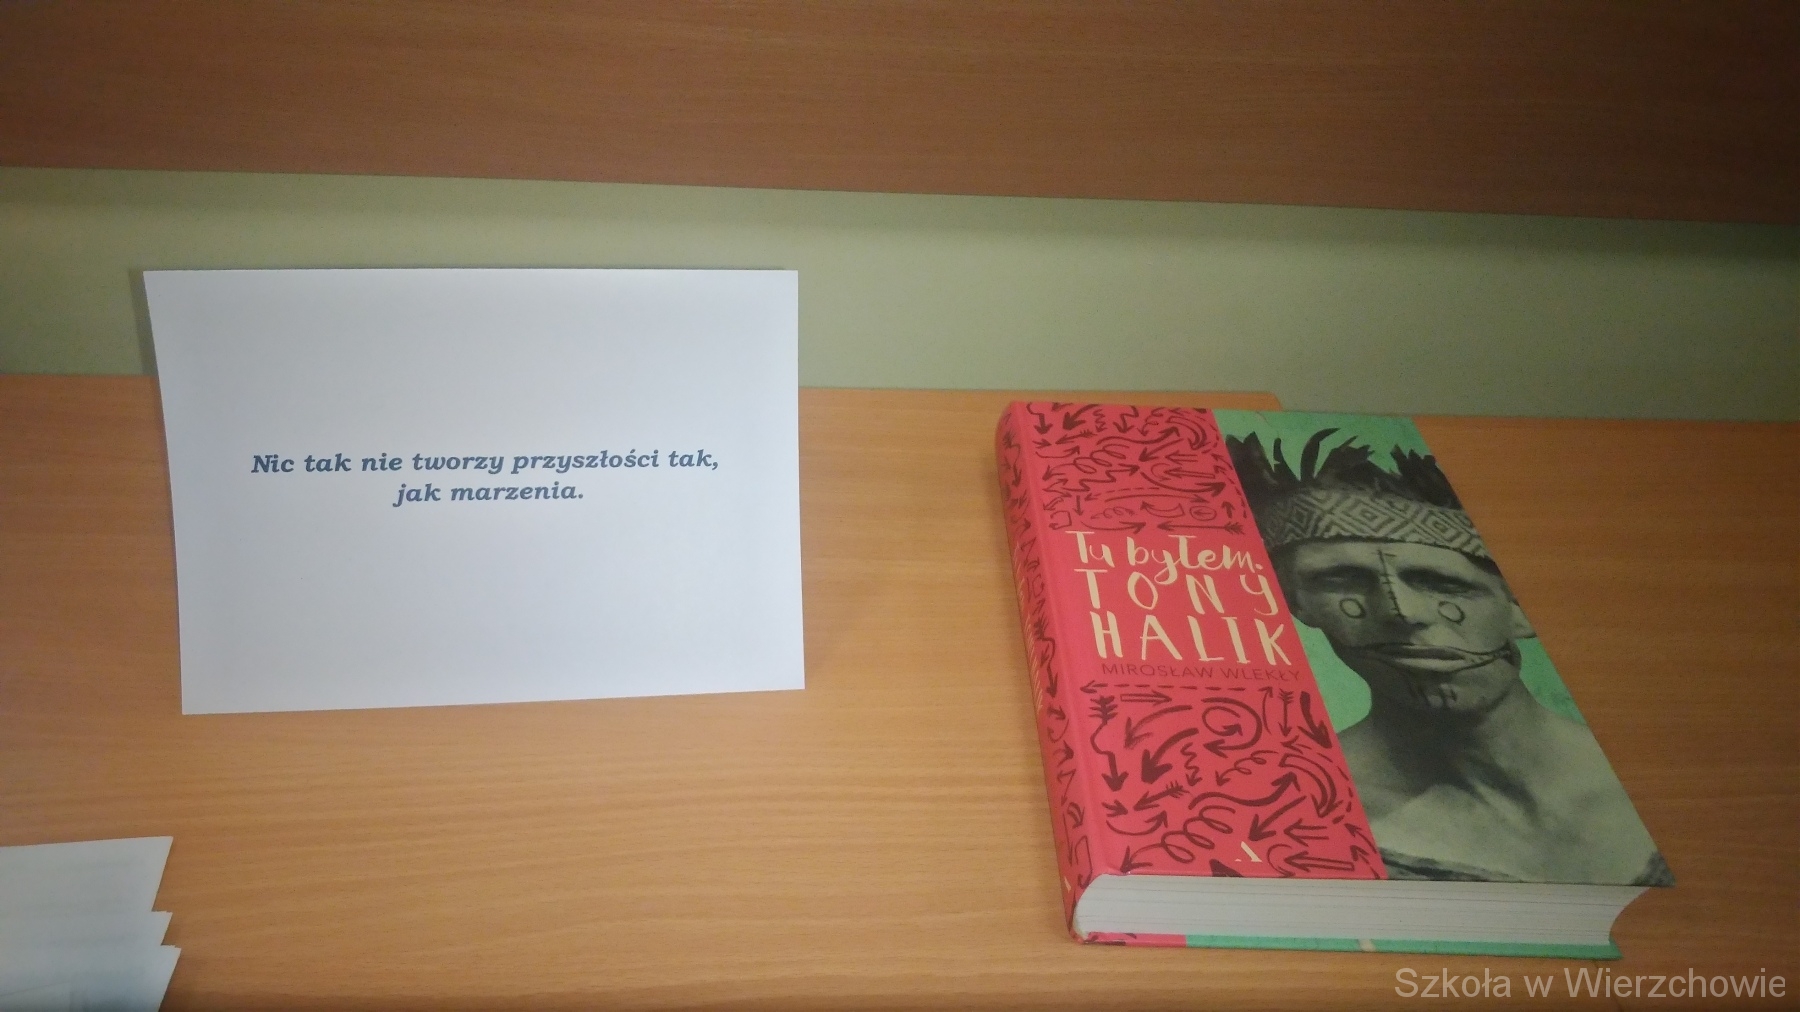 Nic tak nie tworzy przyszłości tak,
jak marzenia.
Tu byłem.
TONY
HALIK
MIROSŁAW WLEKŁY
Szkoła w Wierzchowie